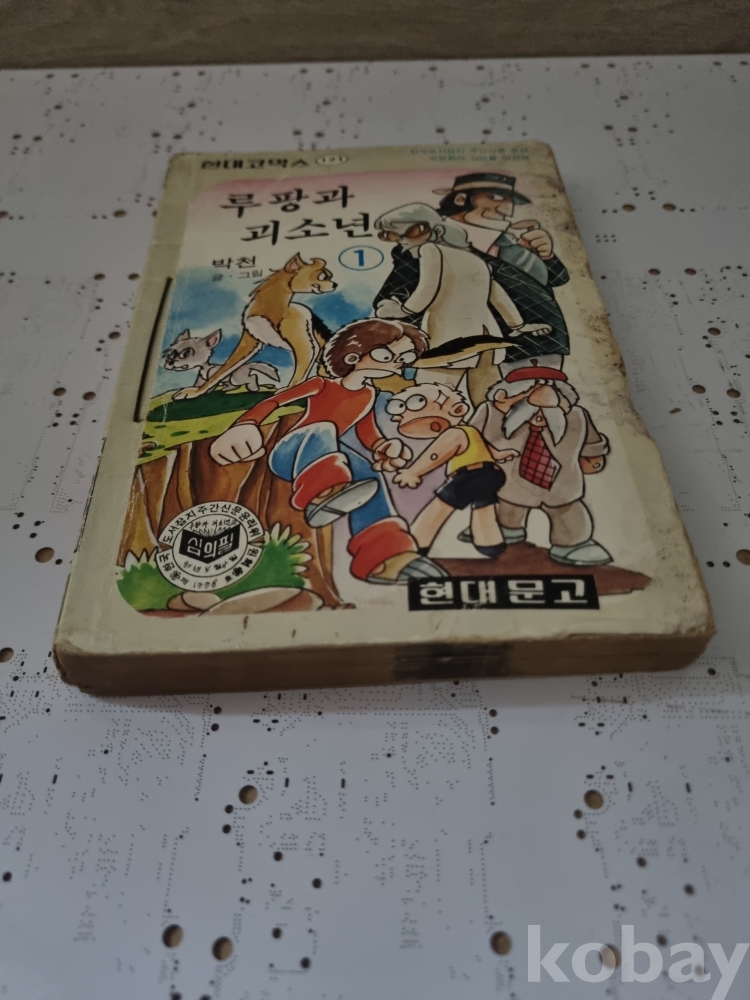 현대코믹스 121
루팡과
괴소년
1
박천
글·그림
심의필
현대문고
kobay